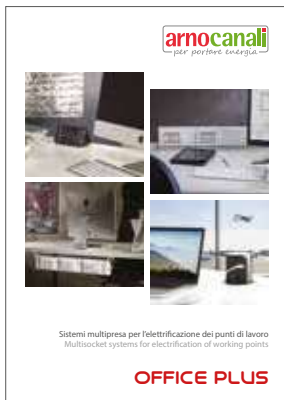 arnocanali
per portare energia
Sistemi multipresa per l'elettrificazione dei punti di lavoro
Multisocket systems for electrification of working points
OFFICE PLUS